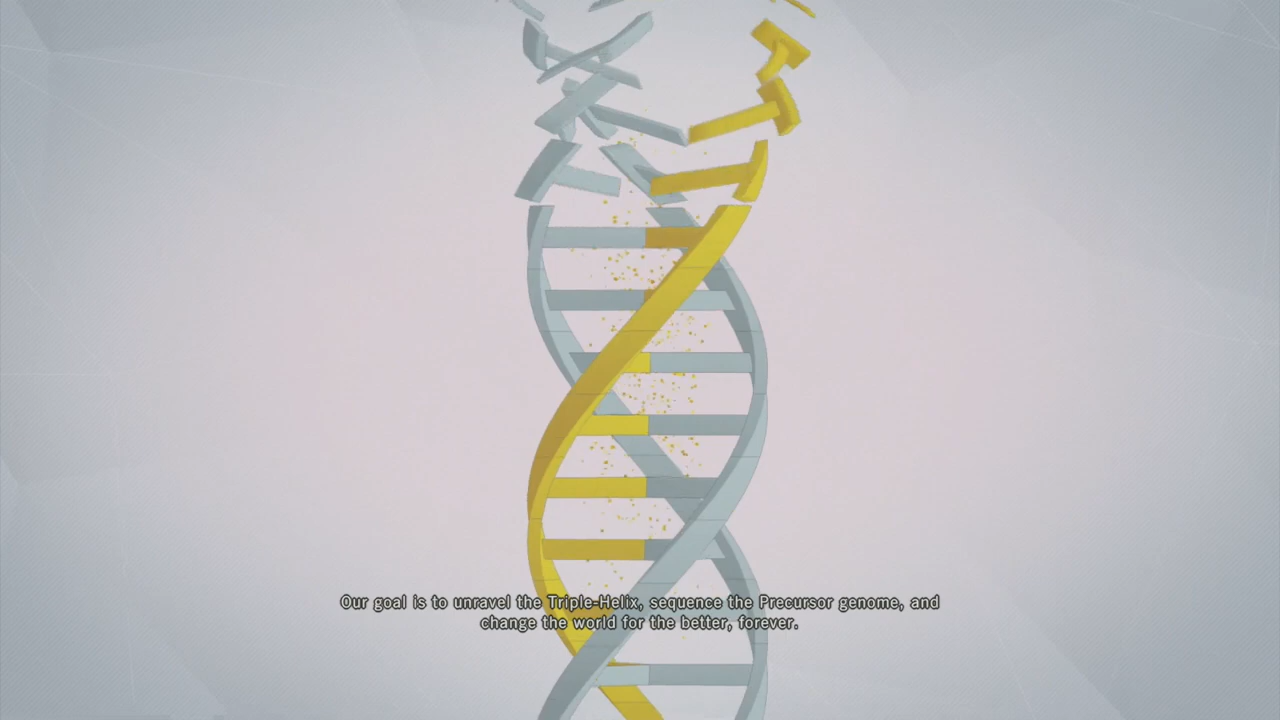 Our goal is to unravel the Triple-Helix, sequence the Precursor genome, and
change the world for the better, forever.